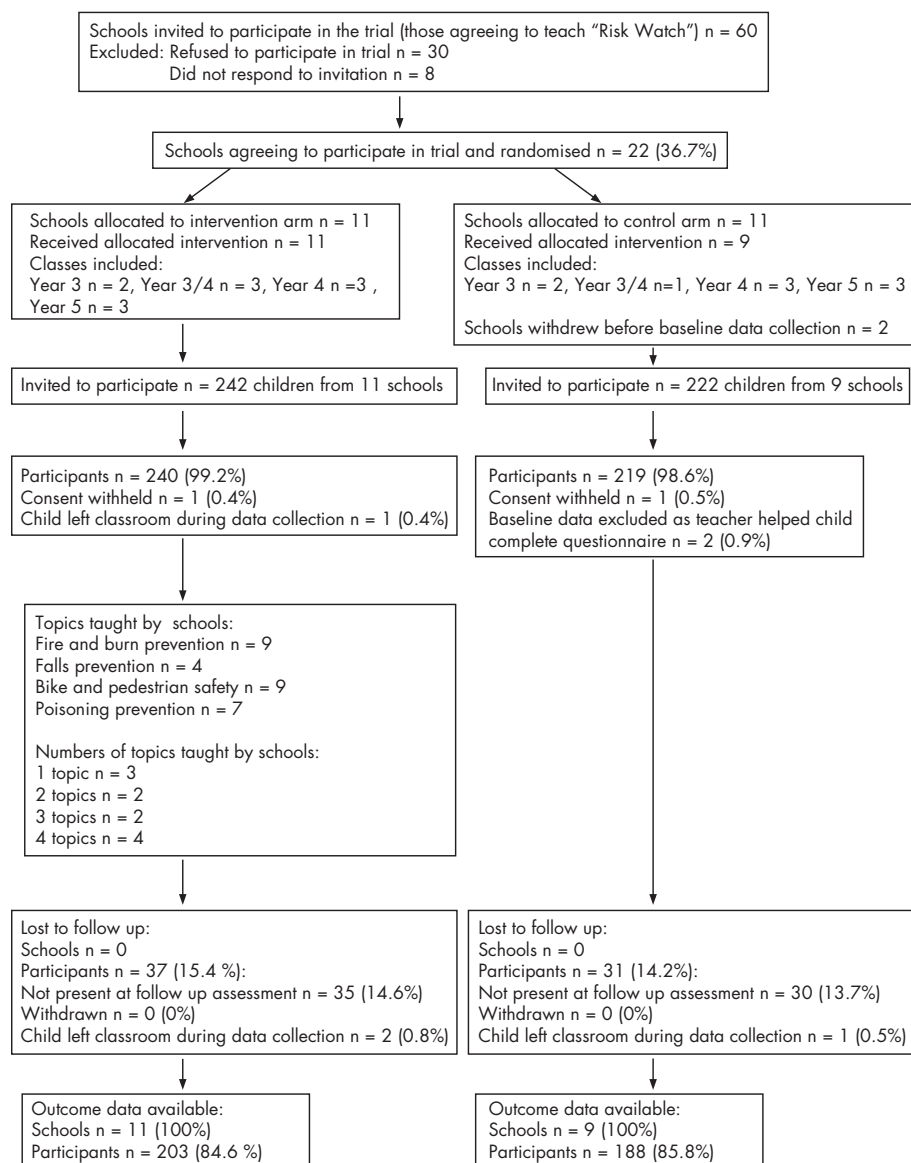 Schools invited to participate in the trial (those agreeing to teach “Risk Watch”) n = 60
Excluded: Refused to participate in trial n = 30
Did not respond to invitation n = 8
Schools agreeing to participate in trial and randomised n = 22 (36.7%)
Schools allocated to intervention arm n = 11
Received allocated intervention n = 11
Classes included:
Year 3 n = 2, Year 3/4 n = 3, Year 4 n =3 ,
Year 5 n = 3
Schools allocated to control arm n = 11
Received allocated intervention n = 9
Classes included:
Year 3 n = 2, Year 3/4 n=1, Year 4 n = 3, Year 5 n = 3
Schools withdrew before baseline data collection n = 2
Invited to participate n = 242 children from 11 schools
Invited to participate n = 222 children from 9 schools
Participants n = 240 (99.2%)
Consent withheld n = 1 (0.4%)
Child left classroom during data collection n = 1 (0.4%)
Participants n = 219 (98.6%)
Consent withheld n = 1 (0.5%)
Baseline data excluded as teacher helped child
complete questionnaire n = 2 (0.9%)
Topics taught by schools:
Fire and burn prevention n = 9
Falls prevention n = 4
Bike and pedestrian safety n = 9
Poisoning prevention n = 7
Numbers of topics taught by schools:
1 topic n = 3
2 topics n = 2
3 topics n = 2
4 topics n = 4
Lost to follow up:
Schools n = 0
Participants n = 37 (15.4 %):
Not present at follow up assessment n = 35 (14.6%)
Withdrawn n = 0 (0%)
Child left classroom during data collection n = 2 (0.8%)
Lost to follow up:
Schools n = 0
Participants n = 31 (14.2%):
Not present at follow up assessment n = 30 (13.7%)
Withdrawn n = 0 (0%)
Child left classroom during data collection n = 1 (0.5%)
Outcome data available:
Schools n = 11 (100%)
Participants n = 203 (84.6 %)
Outcome data available:
Schools n = 9 (100%)
Participants n = 188 (85.8%)